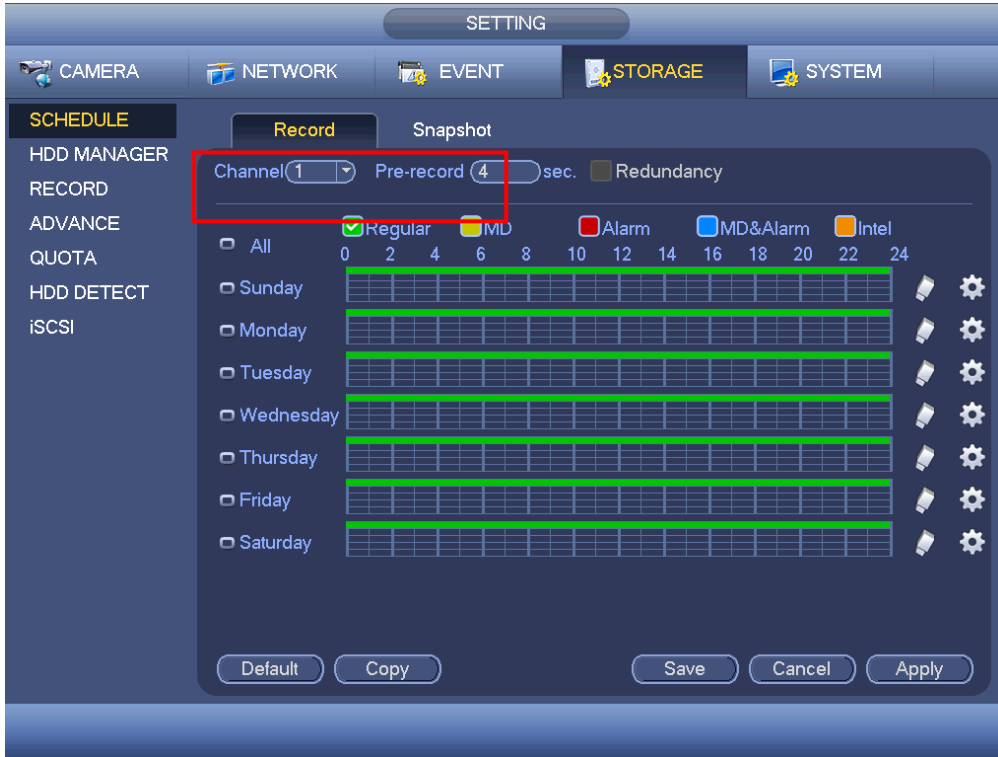 SETTING
CAMERA NETWORK EVENT STORAGE SYSTEM
SCHEDULE
HDD MANAGER
RECORD
ADVANCE
QUOTA
HDD DETECT
iSCSI
Record Snapshot
Channel 1 Pre-record 4 sec. Redundancy
All Regular MD Alarm MD&Alarm Intel
0 2 4 6 8 10 12 14 16 18 20 22 24
Sunday
Monday
Tuesday
Wednesday
Thursday
Friday
Saturday
Default Copy Save Cancel Apply